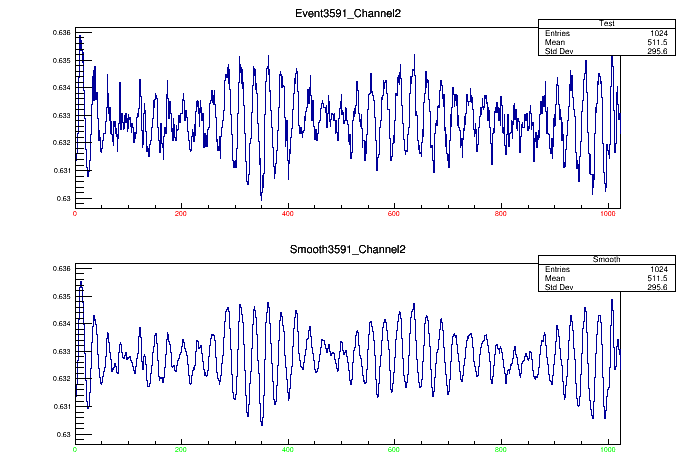 Event3591_Channel2
Test
Entries 1024
Mean 511.5
Std Dev 295.6
0.636
0.635
0.634
0.633
0.632
0.631
0.63
0 200 400 600 800 1000
Smooth3591_Channel2
Smooth
Entries 1024
Mean 511.5
Std Dev 295.6
0.636
0.635
0.634
0.633
0.632
0.631
0.63
0 200 400 600 800 1000